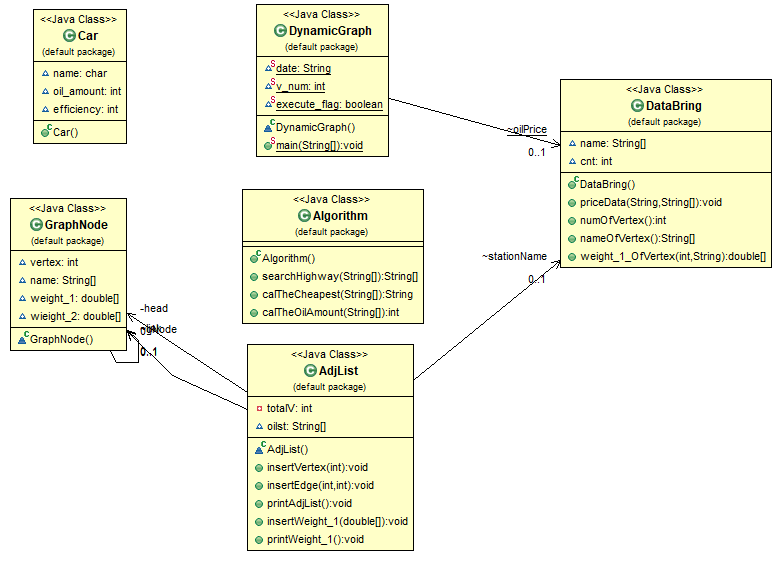 <<Java Class>>
Car
(default package)
name: char
oil_amount: int
efficiency: int
Car()
<<Java Class>>
DynamicGraph
(default package)
date: String
v_num: int
execute_flag: boolean
DynamicGraph()
main(String[]):void
<<Java Class>>
DataBring
(default package)
name: String[]
cnt: int
DataBring()
priceData(String,String[]):void
numOfVertex():int
nameOfVertex():String[]
weight_1_OfVertex(int,String):double[]
~oilPrice
0..1
<<Java Class>>
GraphNode
(default package)
vertex: int
name: String[]
weight_1: double[]
wieight_2: double[]
GraphNode()
<<Java Class>>
Algorithm
(default package)
Algorithm()
searchHighway(String[]):String[]
calTheCheapest(String[]):String
calTheOilAmount(String[]):int
~stationName
0..1
-head
0..1
<<Java Class>>
AdjList
(default package)
totalV: int
oilst: String[]
AdjList()
insertVertex(int):void
insertEdge(int,int):void
printAdjList():void
insertWeight_1(double[]):void
printWeight_1():void